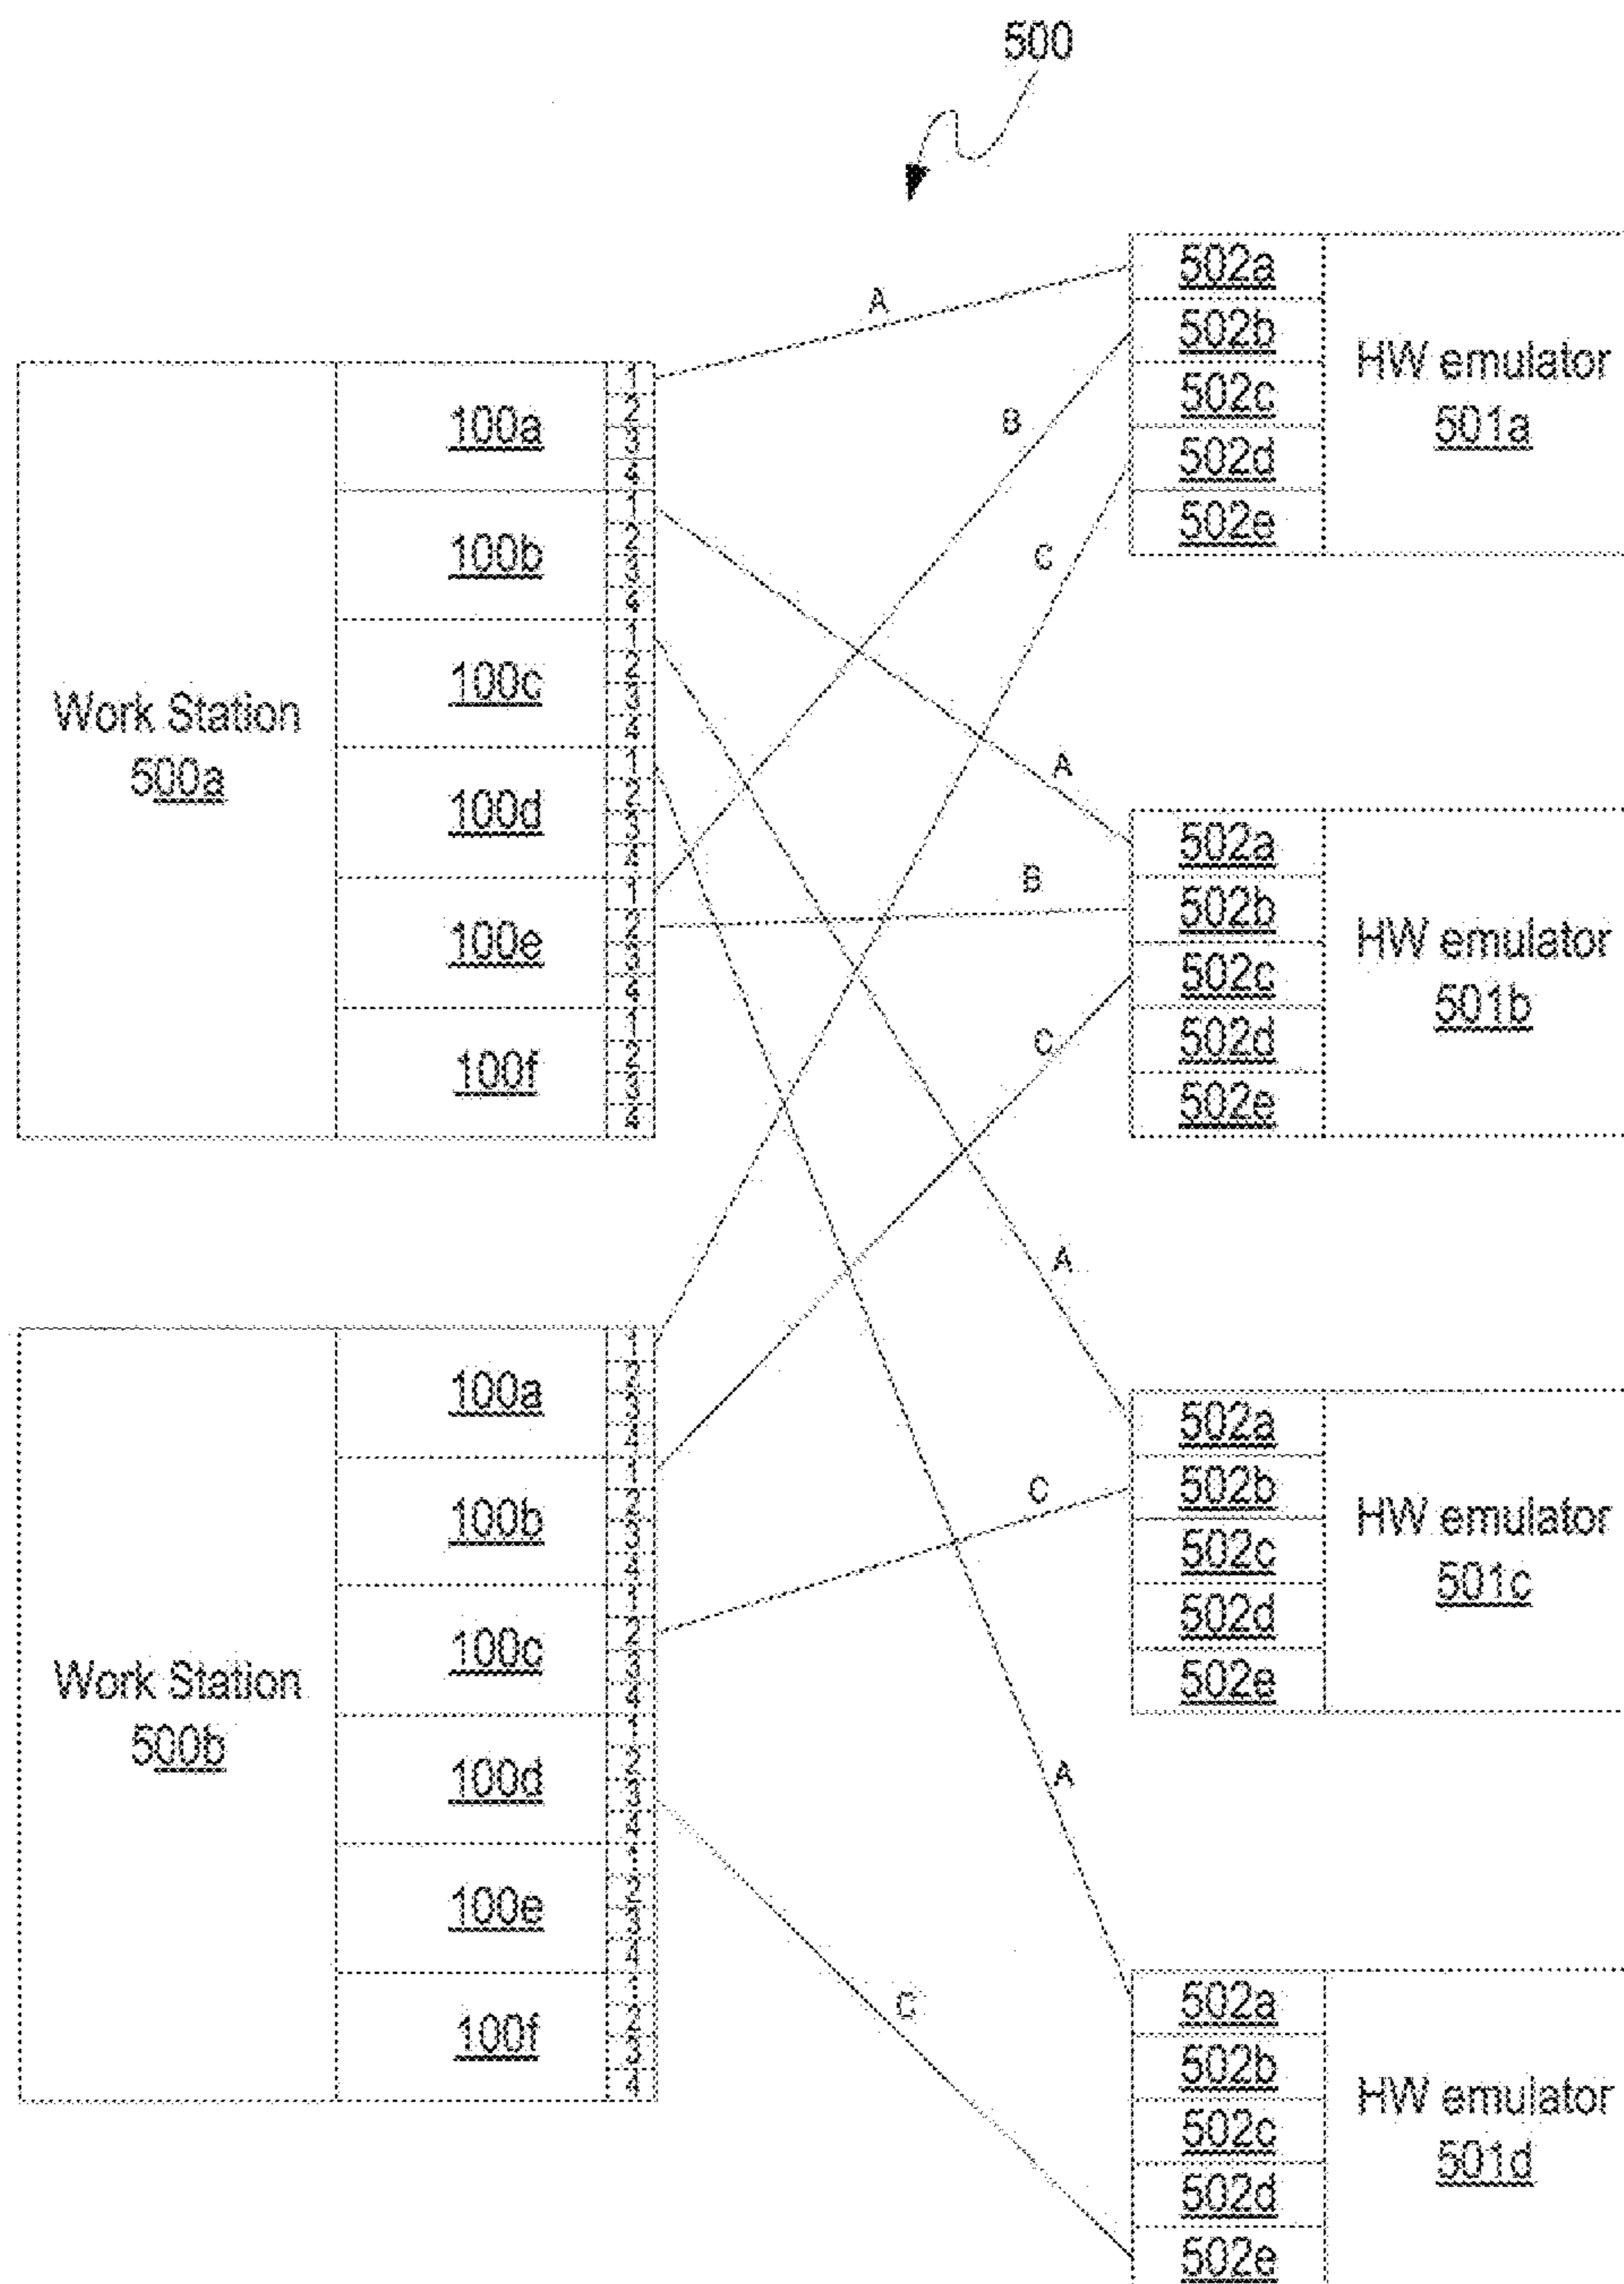 500
Work Station
500a
100a
1
2
3
4
100b
1
2
3
4
100c
1
2
3
4
100d
1
2
3
4
100e
1
2
3
4
100f
1
2
3
4
Work Station
500b
100a
1
2
3
4
100b
1
2
3
4
100c
1
2
3
4
100d
1
2
3
4
100e
1
2
3
4
100f
1
2
3
4
A
B
C
A
B
C
A
C
A
C
502a
502b
502c
502d
502e
HW emulator
501a
502a
502b
502c
502d
502e
HW emulator
501b
502a
502b
502c
502d
502e
HW emulator
501c
502a
502b
502c
502d
502e
HW emulator
501d